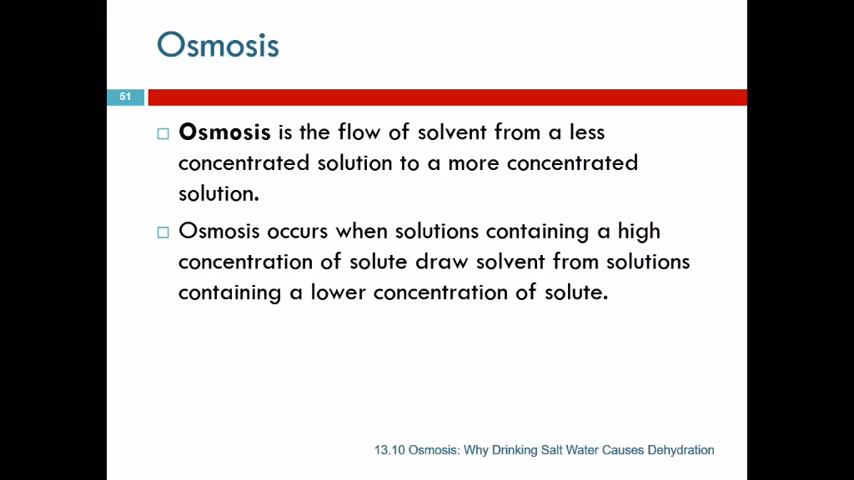 Osmosis
51
Osmosis is the flow of solvent from a less
concentrated solution to a more concentrated
solution.
Osmosis occurs when solutions containing a high
concentration of solute draw solvent from solutions
containing a lower concentration of solute.
13.10 Osmosis: Why Drinking Salt Water Causes Dehydration